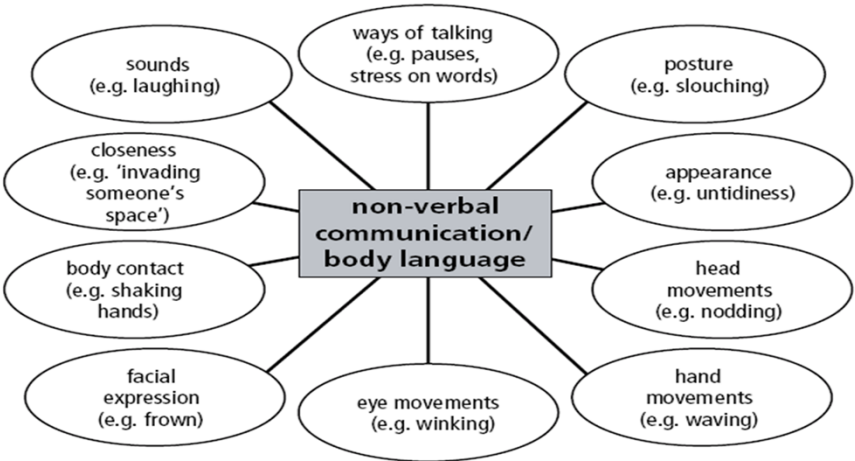 ways of talking
(e.g. pauses,
stress on words)
sounds
(e.g. laughing)
posture
(e.g. slouching)
closeness
(e.g. ‘invading
someone’s
space’)
appearance
(e.g. untidiness)
non-verbal
communication/
body language
body contact
(e.g. shaking
hands)
head
movements
(e.g. nodding)
facial
expression
(e.g. frown)
eye movements
(e.g. winking)
hand
movements
(e.g. waving)